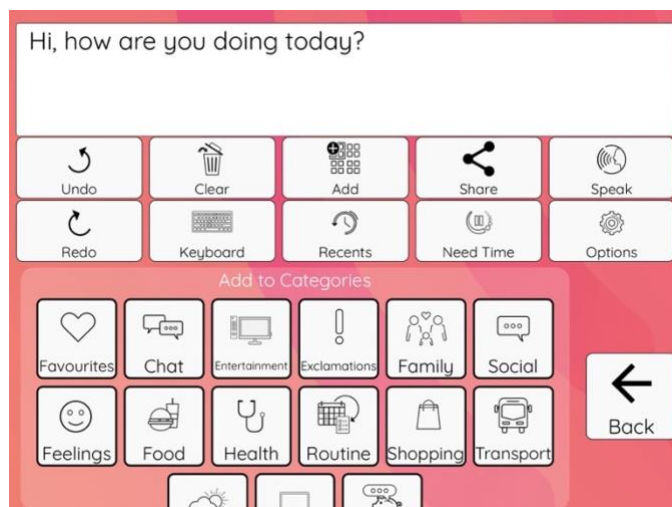 Hi, how are you doing today?
Undo Clear Add Share Speak
Redo Keyboard Recents Need Time Options
Add to Categories
Favourites Chat Entertainment Exclamations Family Social
Back
Feelings Food Health Routine Shopping Transport